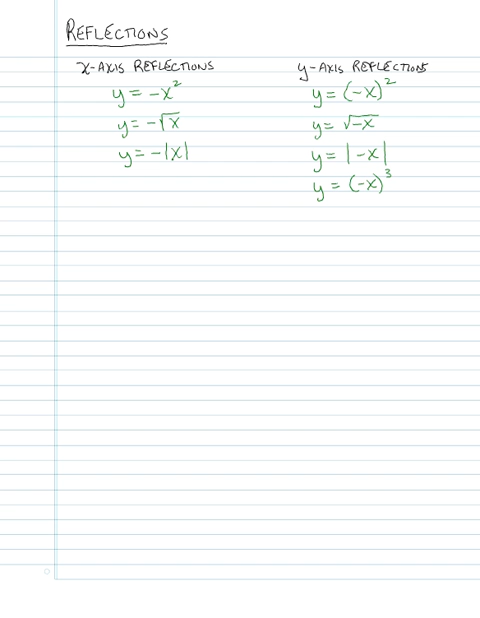 REFLECTIONS
x-AXIS REFLECTIONS
y = -x²
y = -√x
y = -|x|
y-AXIS REFLECTIONS
y = (-x)²
y = √-x
y = |-x|
y = (-x)³